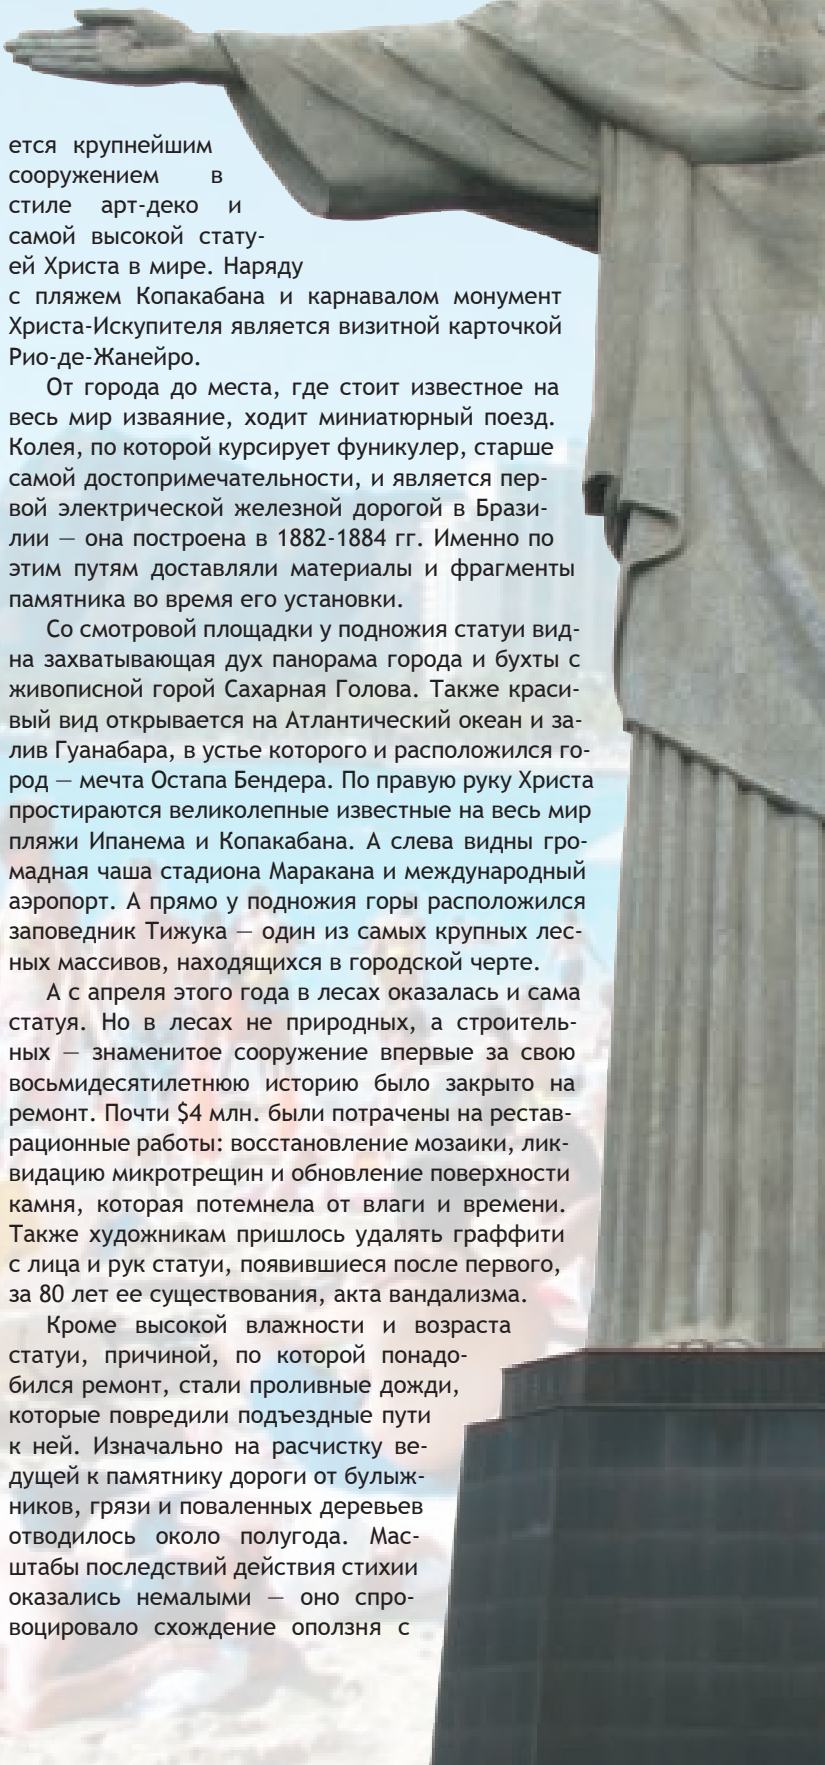 ется крупнейшим
сооружением в
стиле арт-деко и
самой высокой стату-
ей Христа в мире. Наряду
с пляжем Копакабана и карнавалом монумент
Христа-Искупителя является визитной карточкой
Рио-де-Жанейро.
От города до места, где стоит известное на
весь мир изваяние, ходит миниатюрный поезд.
Колея, по которой курсирует фуникулер, старше
самой достопримечательности, и является пер-
вой электрической железной дорогой в Брази-
лии — она построена в 1882-1884 гг. Именно по
этим путям доставляли материалы и фрагменты
памятника во время его установки.
Со смотровой площадки у подножия статуи вид-
на захватывающая дух панорама города и бухты с
живописной горой Сахарная Голова. Также краси-
вый вид открывается на Атлантический океан и за-
лив Гуанабара, в устье которого и расположился го-
род — мечта Остапа Бендера. По правую руку Христа
простираются великолепные известные на весь мир
пляжи Ипанема и Копакабана. А слева видны гро-
мадная чаша стадиона Маракана и международный
аэропорт. А прямо у подножия горы расположился
заповедник Тижука — один из самых крупных лес-
ных массивов, находящихся в городской черте.
А с апреля этого года в лесах оказалась и сама
статуя. Но в лесах не природных, а строитель-
ных — знаменитое сооружение впервые за свою
восьмидесятилетнюю историю было закрыто на
ремонт. Почти $4 млн. были потрачены на рестав-
рационные работы: восстановление мозаики, лик-
видацию микротрещин и обновление поверхности
камня, которая потемнела от влаги и времени.
Также художникам пришлось удалять граффити
с лица и рук статуи, появившиеся после первого,
за 80 лет ее существования, акта вандализма.
Кроме высокой влажности и возраста
статуи, причиной, по которой понадо-
бился ремонт, стали проливные дожди,
которые повредили подъездные пути
к ней. Изначально на расчистку ве-
дущей к памятнику дороги от булыж-
ников, грязи и поваленных деревьев
отводилось около полугода. Мас-
штабы последствий действия стихии
оказались немалыми — оно спро-
воцировало схождение оползня с